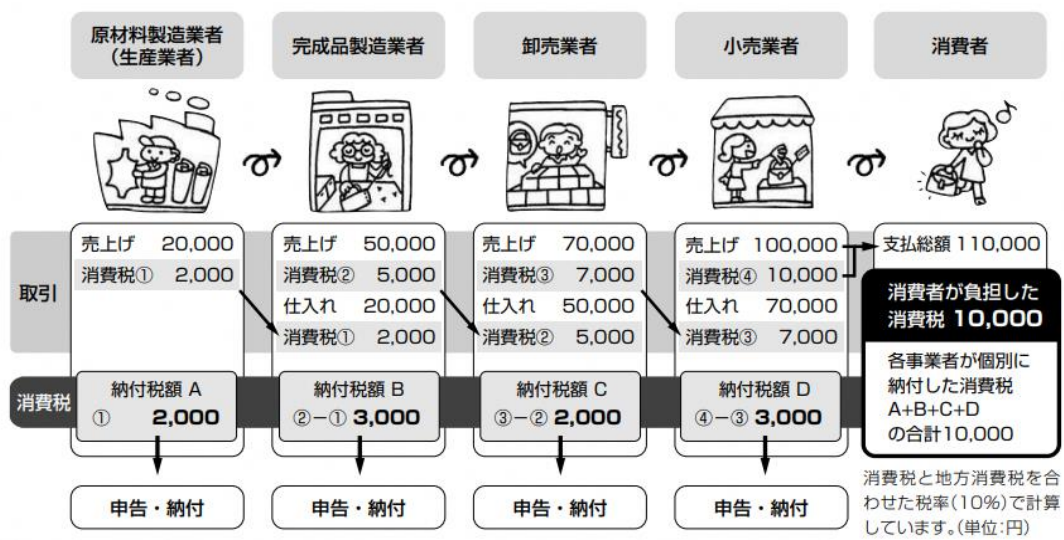 原材料製造業者
（生産業者）
完成品製造業者
卸売業者
小売業者
消費者
取引
売上げ 20,000
消費税① 2,000
売上げ 50,000
消費税② 5,000
仕入れ 20,000
消費税① 2,000
売上げ 70,000
消費税③ 7,000
仕入れ 50,000
消費税② 5,000
売上げ 100,000
消費税④ 10,000
仕入れ 70,000
消費税③ 7,000
支払総額 110,000
消費者が負担した
消費税 10,000
各事業者が個別に
納付した消費税
A+B+C+D
の合計10,000
消費税
納付税額 A
① 2,000
納付税額 B
②－① 3,000
納付税額 C
③－② 2,000
納付税額 D
④－③ 3,000
申告・納付
申告・納付
申告・納付
申告・納付
消費税と地方消費税を合
わせた税率(10%)で計算
しています。(単位:円)